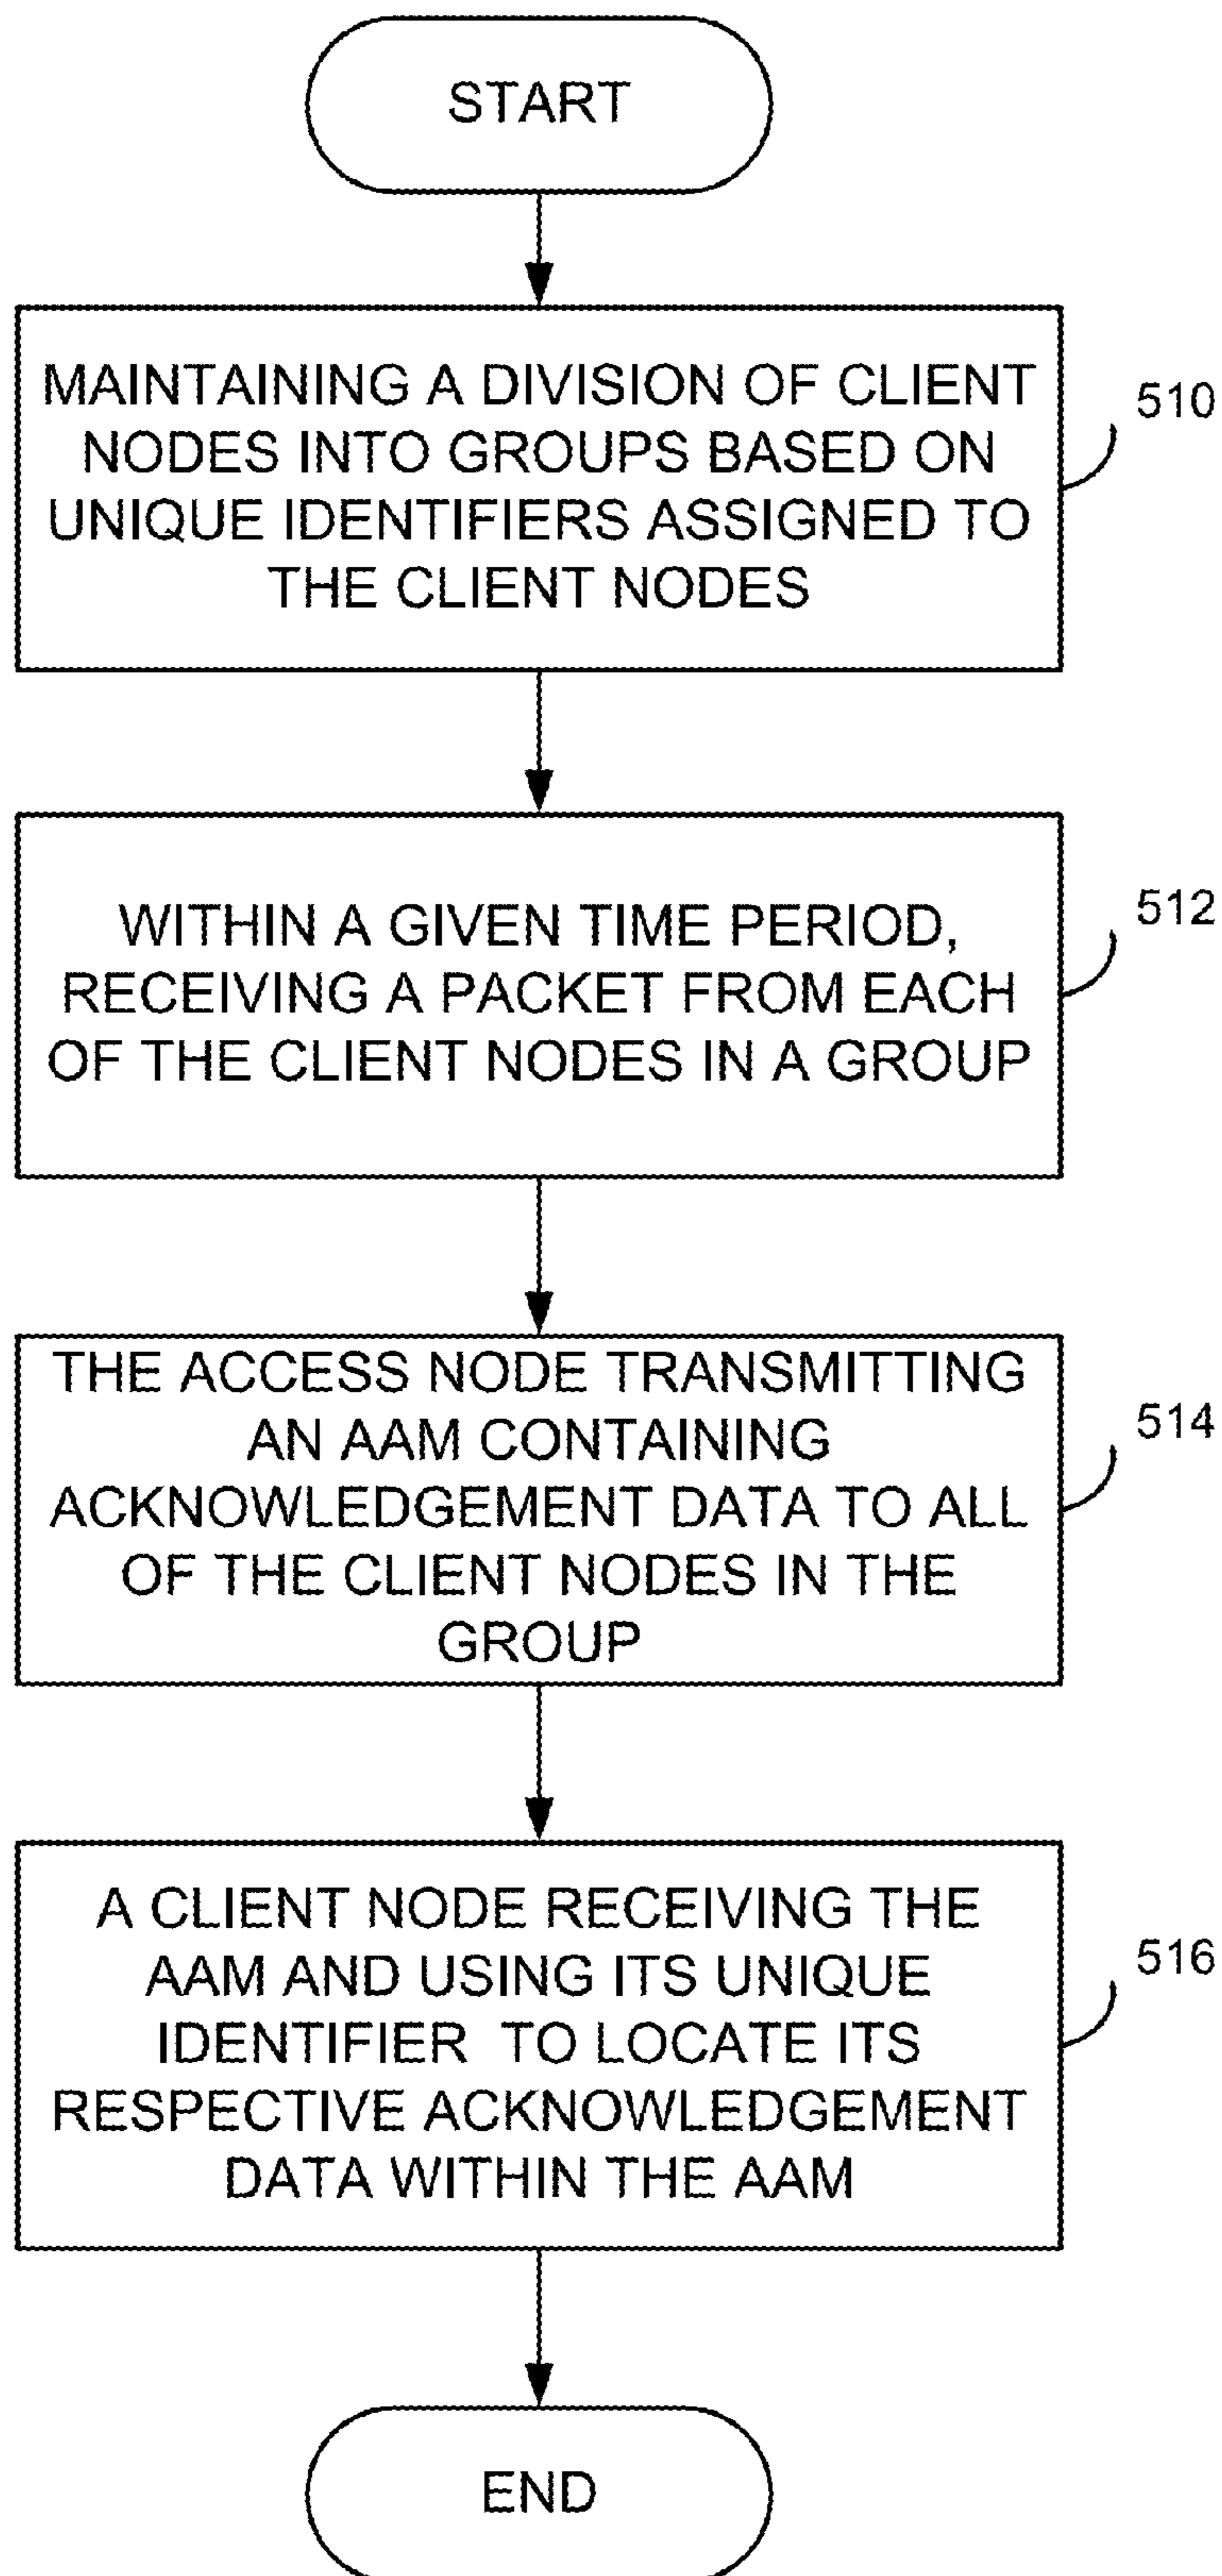 START
MAINTAINING A DIVISION OF CLIENT
NODES INTO GROUPS BASED ON
UNIQUE IDENTIFIERS ASSIGNED TO
THE CLIENT NODES
510
WITHIN A GIVEN TIME PERIOD,
RECEIVING A PACKET FROM EACH
OF THE CLIENT NODES IN A GROUP
512
THE ACCESS NODE TRANSMITTING
AN AAM CONTAINING
ACKNOWLEDGEMENT DATA TO ALL
OF THE CLIENT NODES IN THE
GROUP
514
A CLIENT NODE RECEIVING THE
AAM AND USING ITS UNIQUE
IDENTIFIER TO LOCATE ITS
RESPECTIVE ACKNOWLEDGEMENT
DATA WITHIN THE AAM
516
END